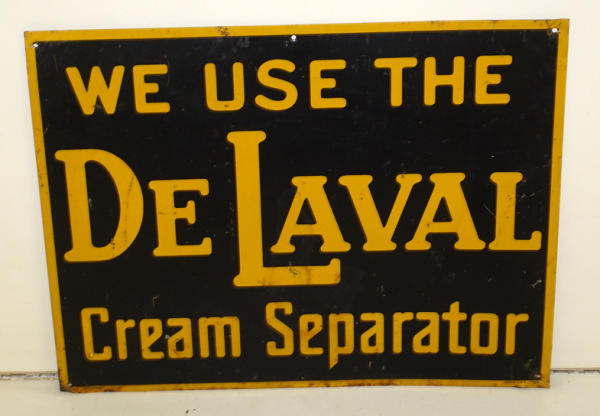 WE USE THE
DE LAVAL
Cream Separator